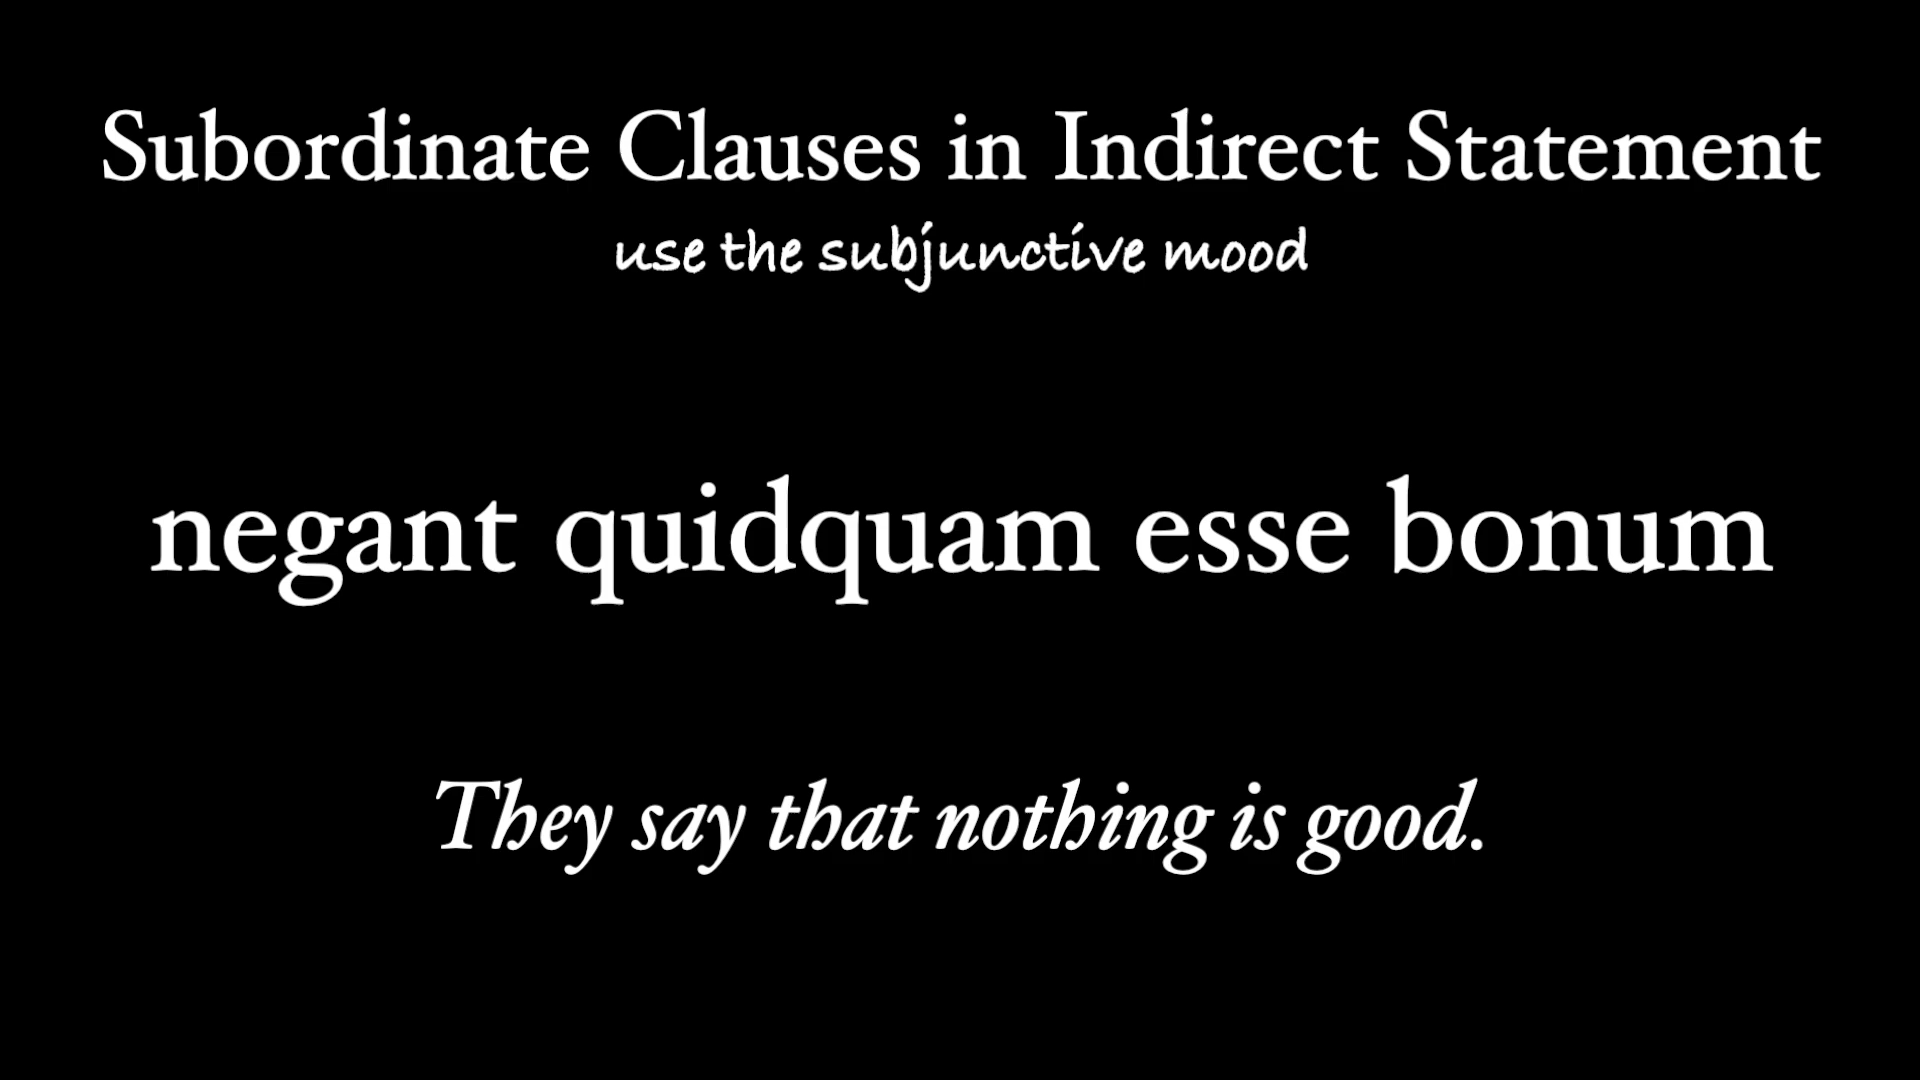 Subordinate Clauses in Indirect Statement
use the subjunctive mood
negant quidquam esse bonum
They say that nothing is good.